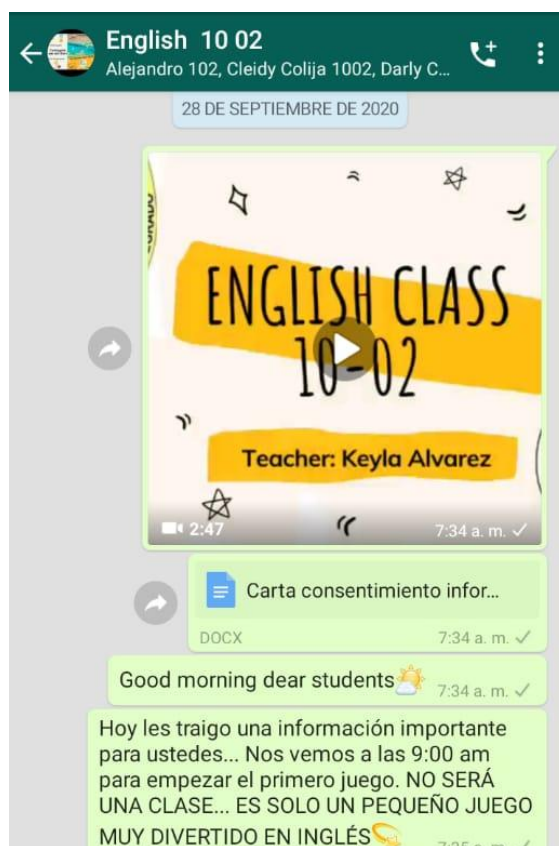 English 10 02
Alejandro 102, Cleidy Colija 1002, Darly C...
28 DE SEPTIEMBRE DE 2020
ENGLISH CLASS
10-02
Teacher: Keyla Alvarez
2:47
7:34 a. m.
Carta consentimiento infor...
DOCX
7:34 a. m.
Good morning dear students
7:34 a. m.
Hoy les traigo una información importante
para ustedes... Nos vemos a las 9:00 am
para empezar el primero juego. NO SERÁ
UNA CLASE... ES SOLO UN PEQUEÑO JUEGO
MUY DIVERTIDO EN INGLÉS